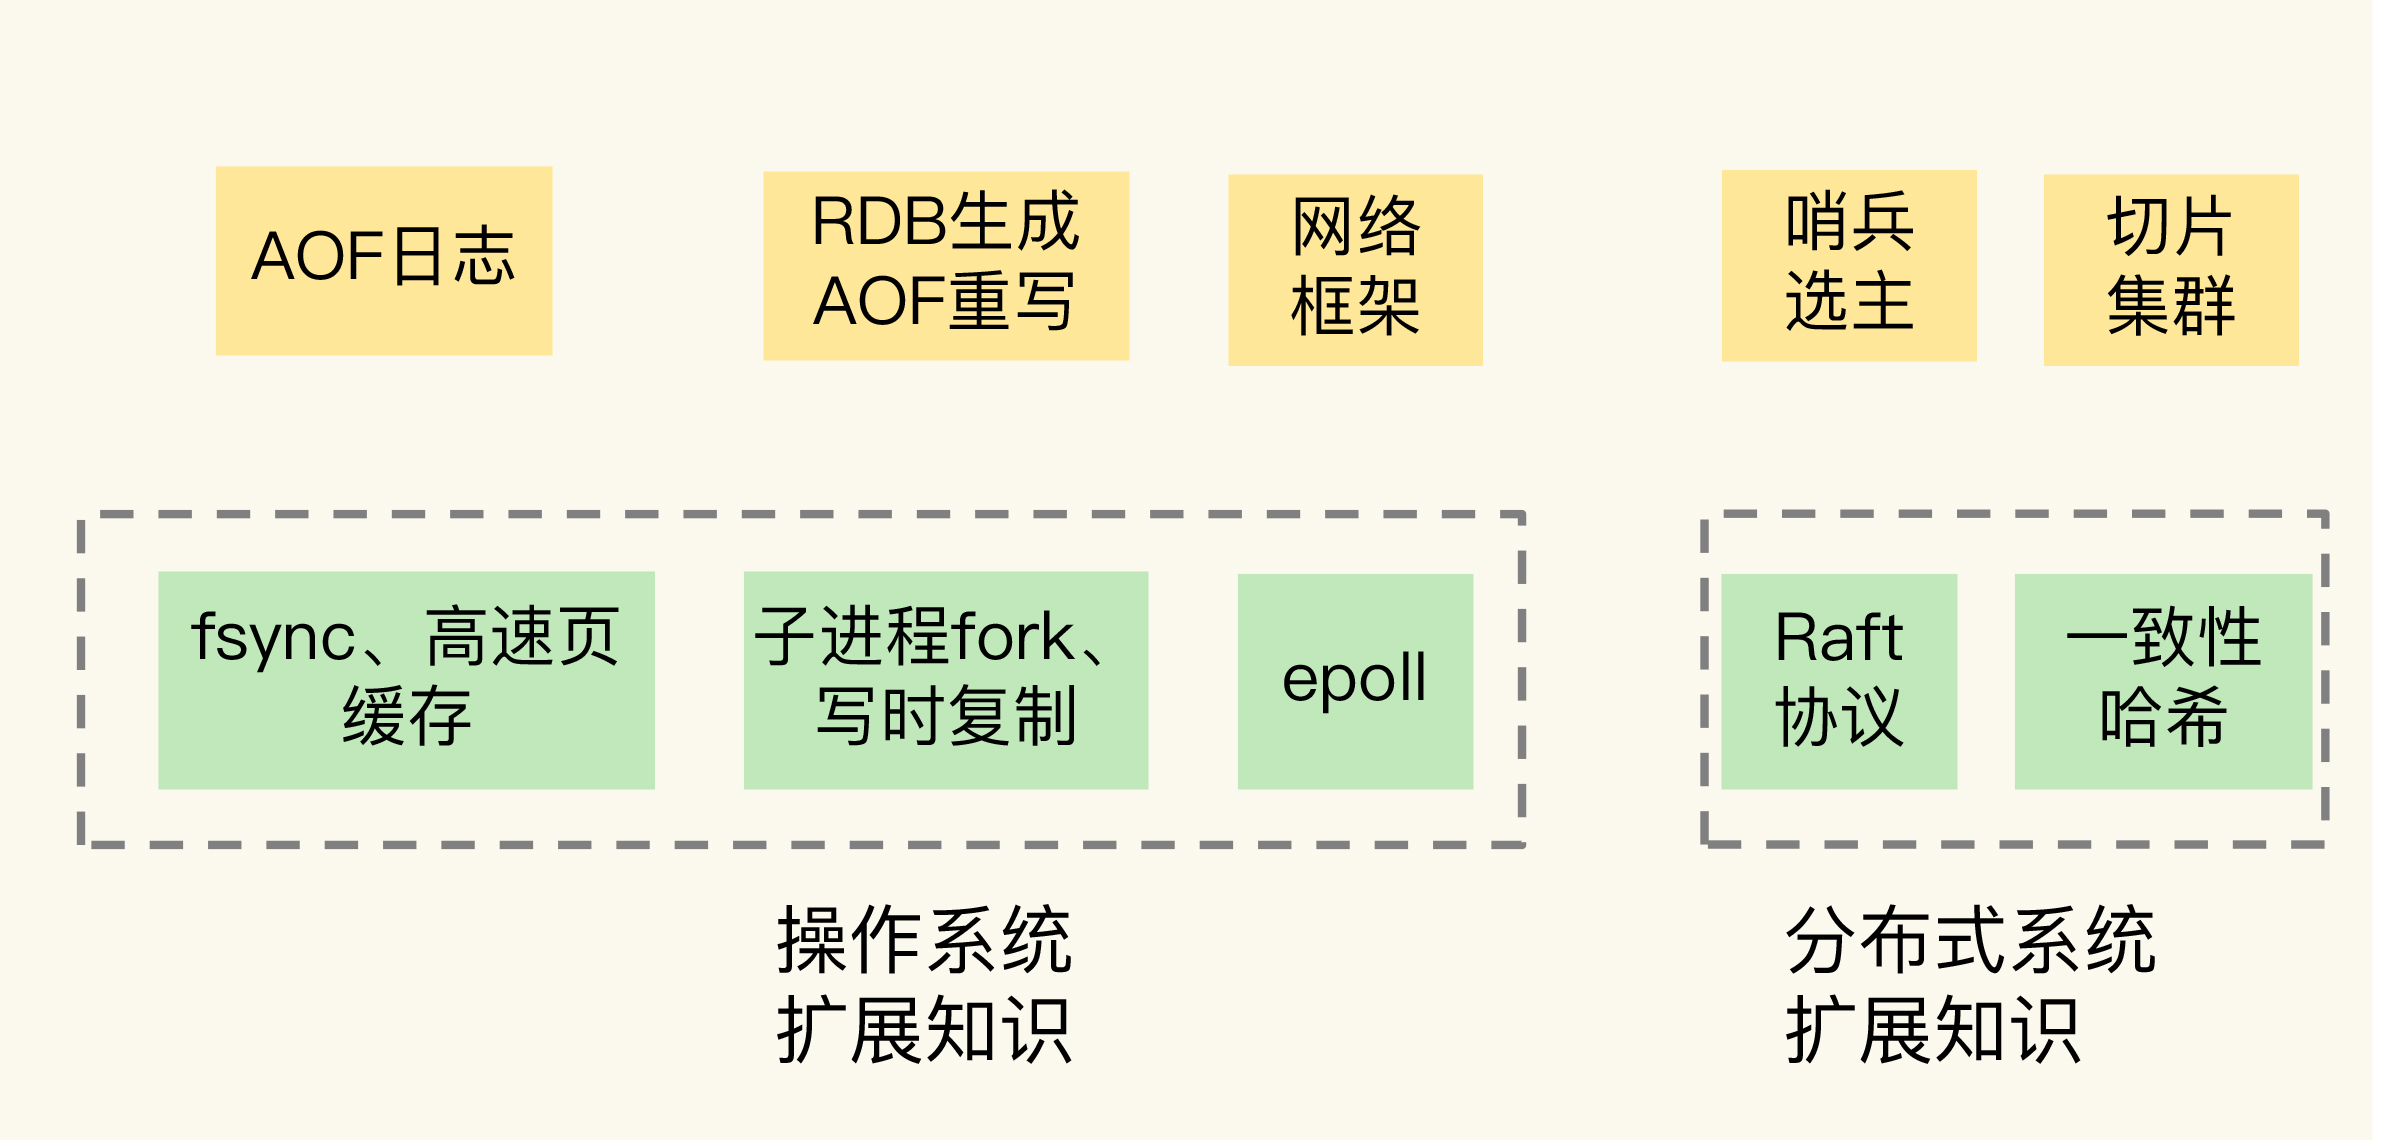 AOF日志
RDB生成
AOF重写
网络
框架
哨兵
选主
切片
集群
fsync、高速页
缓存
子进程fork、
写时复制
epoll
Raft
协议
一致性
哈希
操作系统
扩展知识
分布式系统
扩展知识